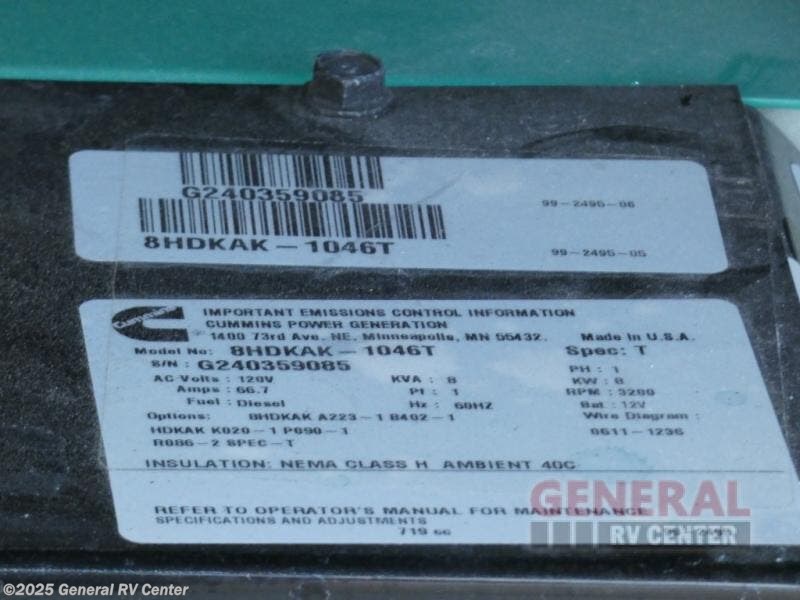 G240359085
99-2495-06
8HDKAK-1046T
99-2495-05
IMPORTANT EMISSIONS CONTROL INFORMATION
CUMMINS POWER GENERATION
1400 73rd Ave. NE, Minneapolis, MN 55432. Made in U.S.A.
Model No: 8HDKAK-1046T Spec: T
S/N: G240359085 PH: 1
AC Volts: 120V KVA: 8 KW: 8
Amps: 66.7 Pf: 1 RPM: 3200
Fuel: Diesel Hz: 60HZ Bat: 12V
Options: 8HDKAK A223-1 B402-1 Wire Diagram:
HDKAK K020-1 P090-1 0611-1236
R086-2 SPEC-T
INSULATION: NEMA CLASS H AMBIENT 40C
REFER TO OPERATOR'S MANUAL FOR MAINTENANCE
SPECIFICATIONS AND ADJUSTMENTS
719 66
GENERAL
RV CENTER
©2025 General RV Center